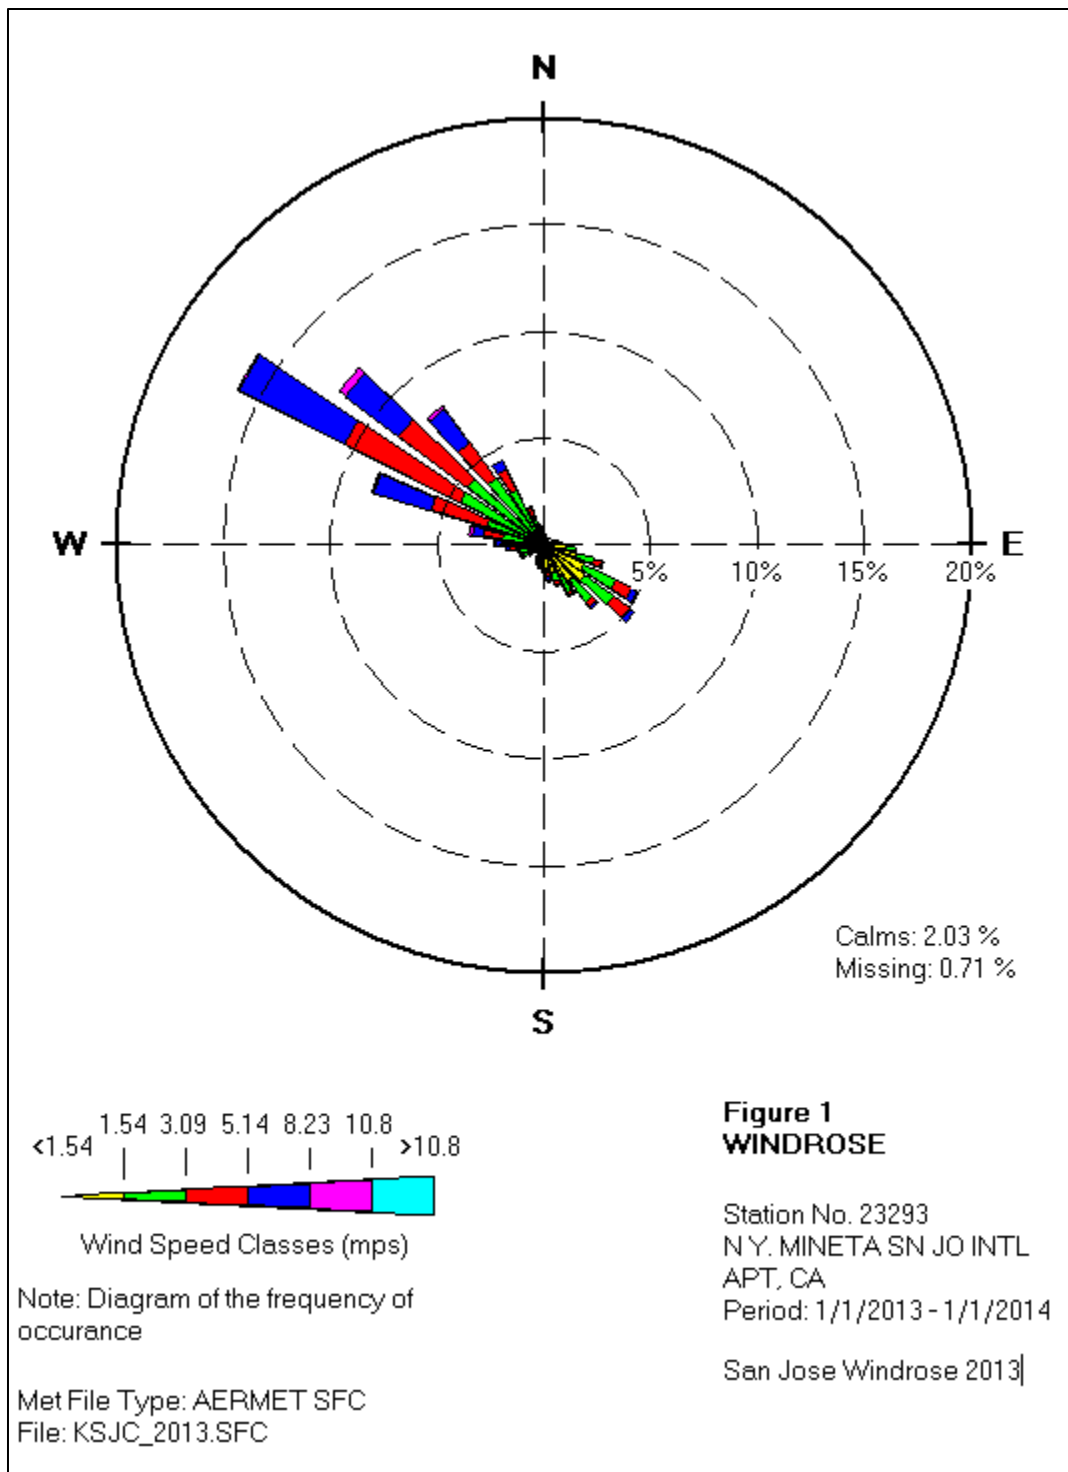 N
W
E
5%
10%
15%
20%
Calms: 2.03 %
Missing: 0.71 %
S
1.54 3.09 5.14 8.23 10.8
<1.54 >10.8
Wind Speed Classes (mps)
Note: Diagram of the frequency of
occurance
Met File Type: AERMET SFC
File: KSJC_2013.SFC
Figure 1
WINDROSE
Station No. 23293
N Y. MINETA SN JO INTL
APT, CA
Period: 1/1/2013 - 1/1/2014
San Jose Windrose 2013